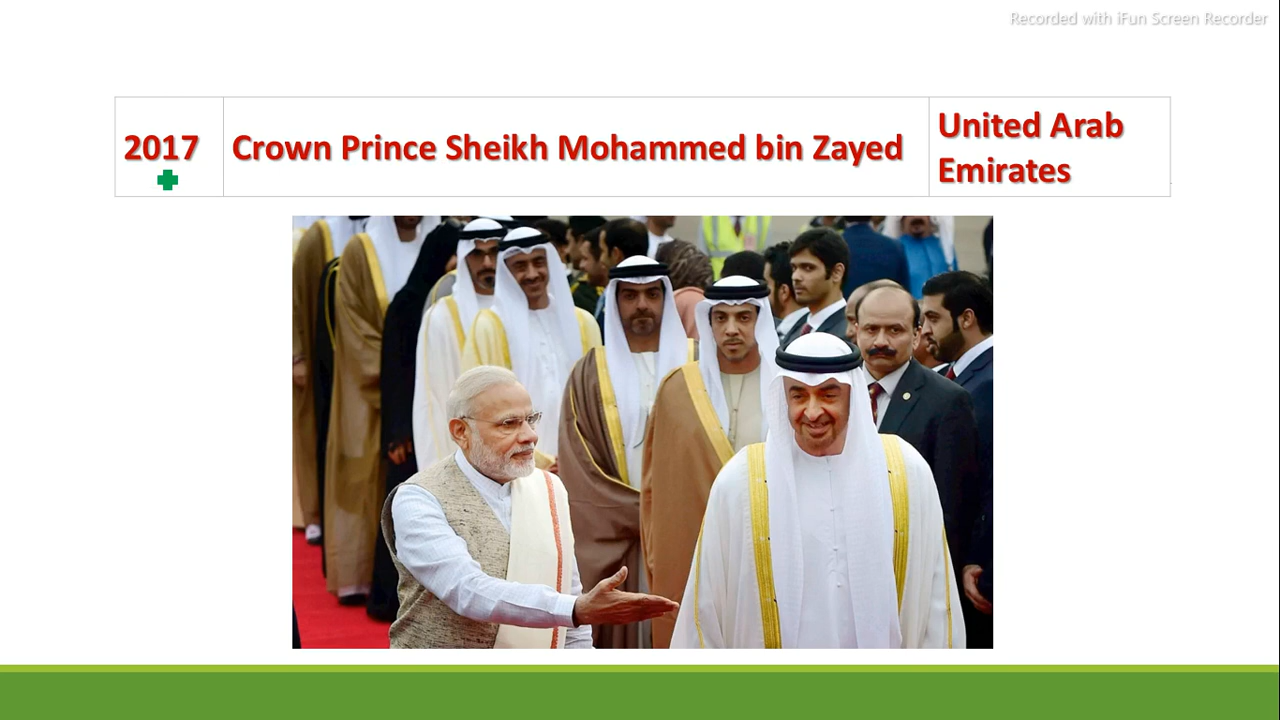 Recorded with iFun Screen Recorder
2017
Crown Prince Sheikh Mohammed bin Zayed
United Arab
Emirates